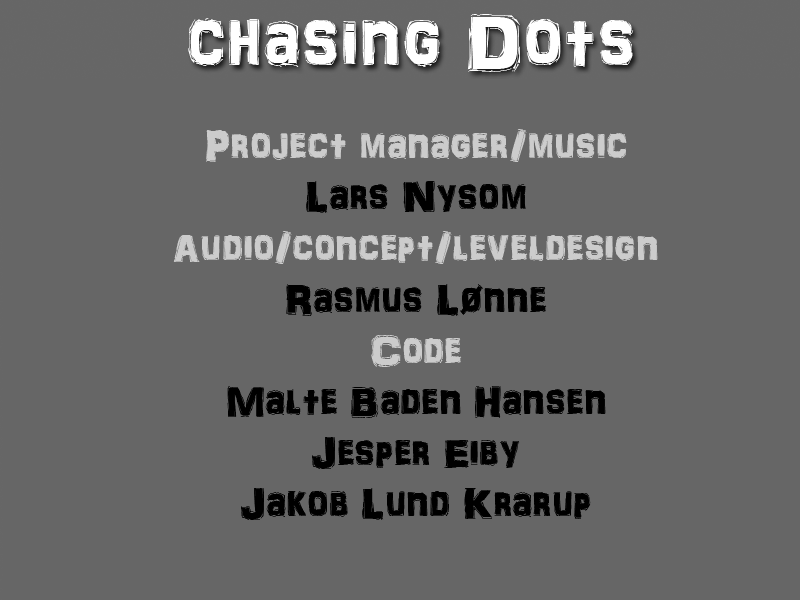 Chasing Dots
Project manager/music
Lars Nysom
Audio/concept/leveldesign
Rasmus Lønne
Code
Malte Baden Hansen
Jesper Eiby
Jakob Lund Krarup